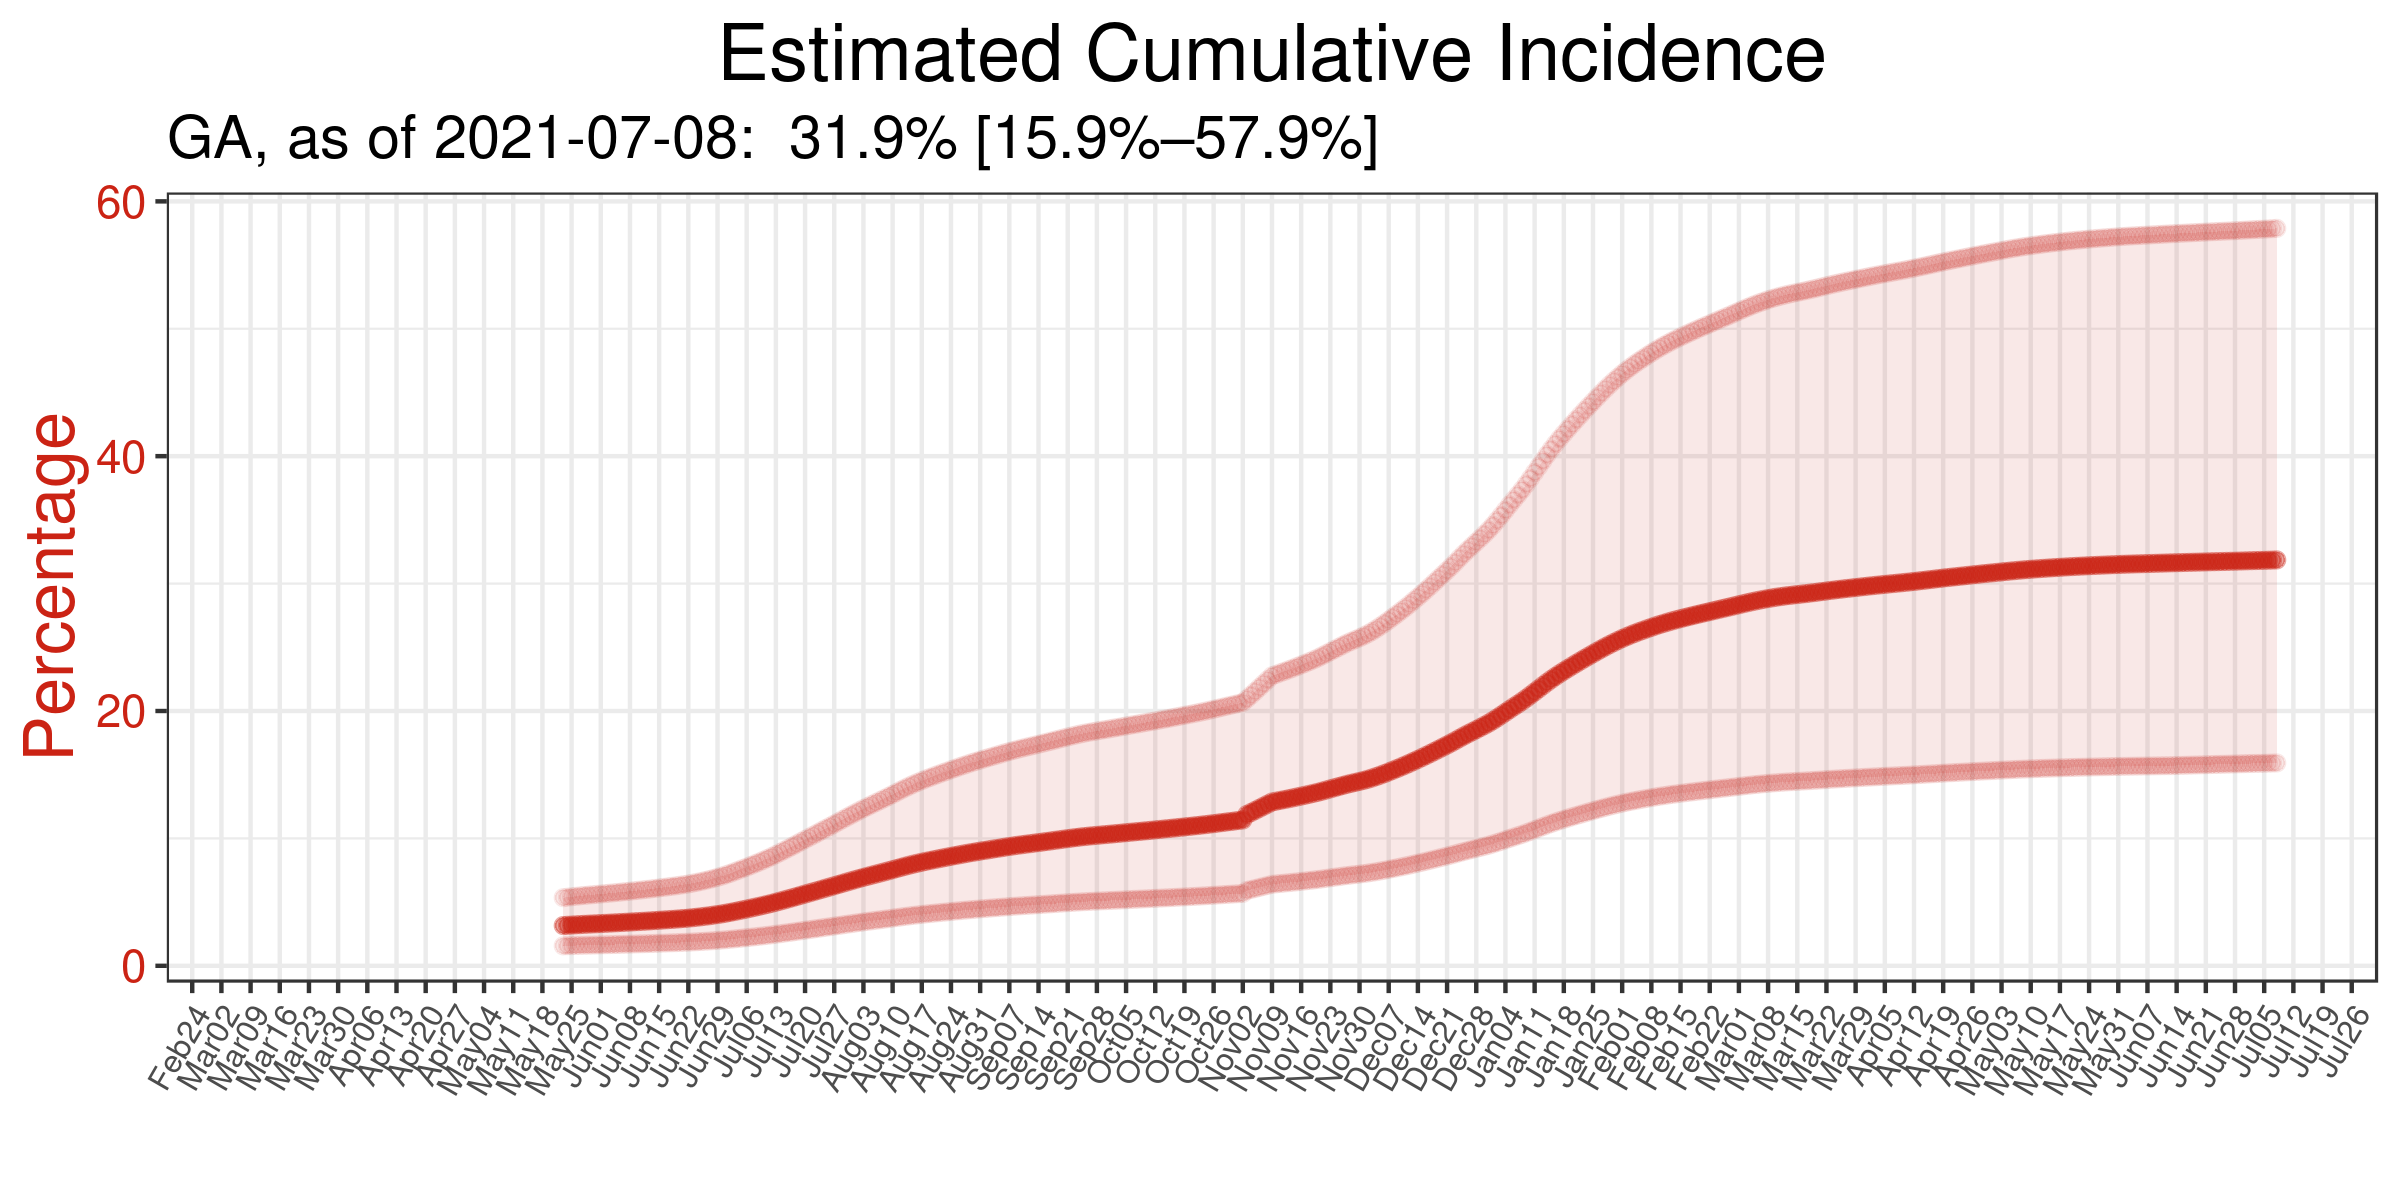 Estimated Cumulative Incidence
GA, as of 2021-07-08:  31.9% [15.9%–57.9%]
Percentage
60
40
20
0
Feb24
Mar02
Mar09
Mar16
Mar23
Mar30
Apr06
Apr13
Apr20
Apr27
May04
May11
May18
May25
Jun01
Jun08
Jun15
Jun22
Jun29
Jul06
Jul13
Jul20
Jul27
Aug03
Aug10
Aug17
Aug24
Aug31
Sep07
Sep14
Sep21
Sep28
Oct05
Oct12
Oct19
Oct26
Nov02
Nov09
Nov16
Nov23
Nov30
Dec07
Dec14
Dec21
Dec28
Jan04
Jan11
Jan18
Jan25
Feb01
Feb08
Feb15
Feb22
Mar01
Mar08
Mar15
Mar22
Mar29
Apr05
Apr12
Apr19
Apr26
May03
May10
May17
May24
May31
Jun07
Jun14
Jun21
Jun28
Jul05
Jul12
Jul19
Jul26